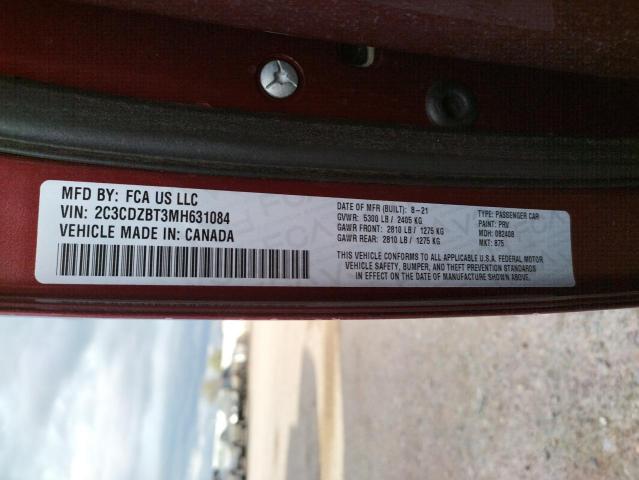 MFD BY: FCA US LLC
VIN: 2C3CDZBT3MH631084
VEHICLE MADE IN: CANADA
DATE OF MFR (BUILT): 8-21
GVWR: 5300 LB / 2405 KG
GAWR FRONT: 2810 LB / 1275 KG
GAWR REAR: 2810 LB / 1275 KG
TYPE: PASSENGER CAR
PAINT: PRV
MDH: 082408
MKT: 875
THIS VEHICLE CONFORMS TO ALL APPLICABLE U.S.A. FEDERAL MOTOR
VEHICLE SAFETY, BUMPER, AND THEFT PREVENTION STANDARDS
IN EFFECT ON THE DATE OF MANUFACTURE SHOWN ABOVE.